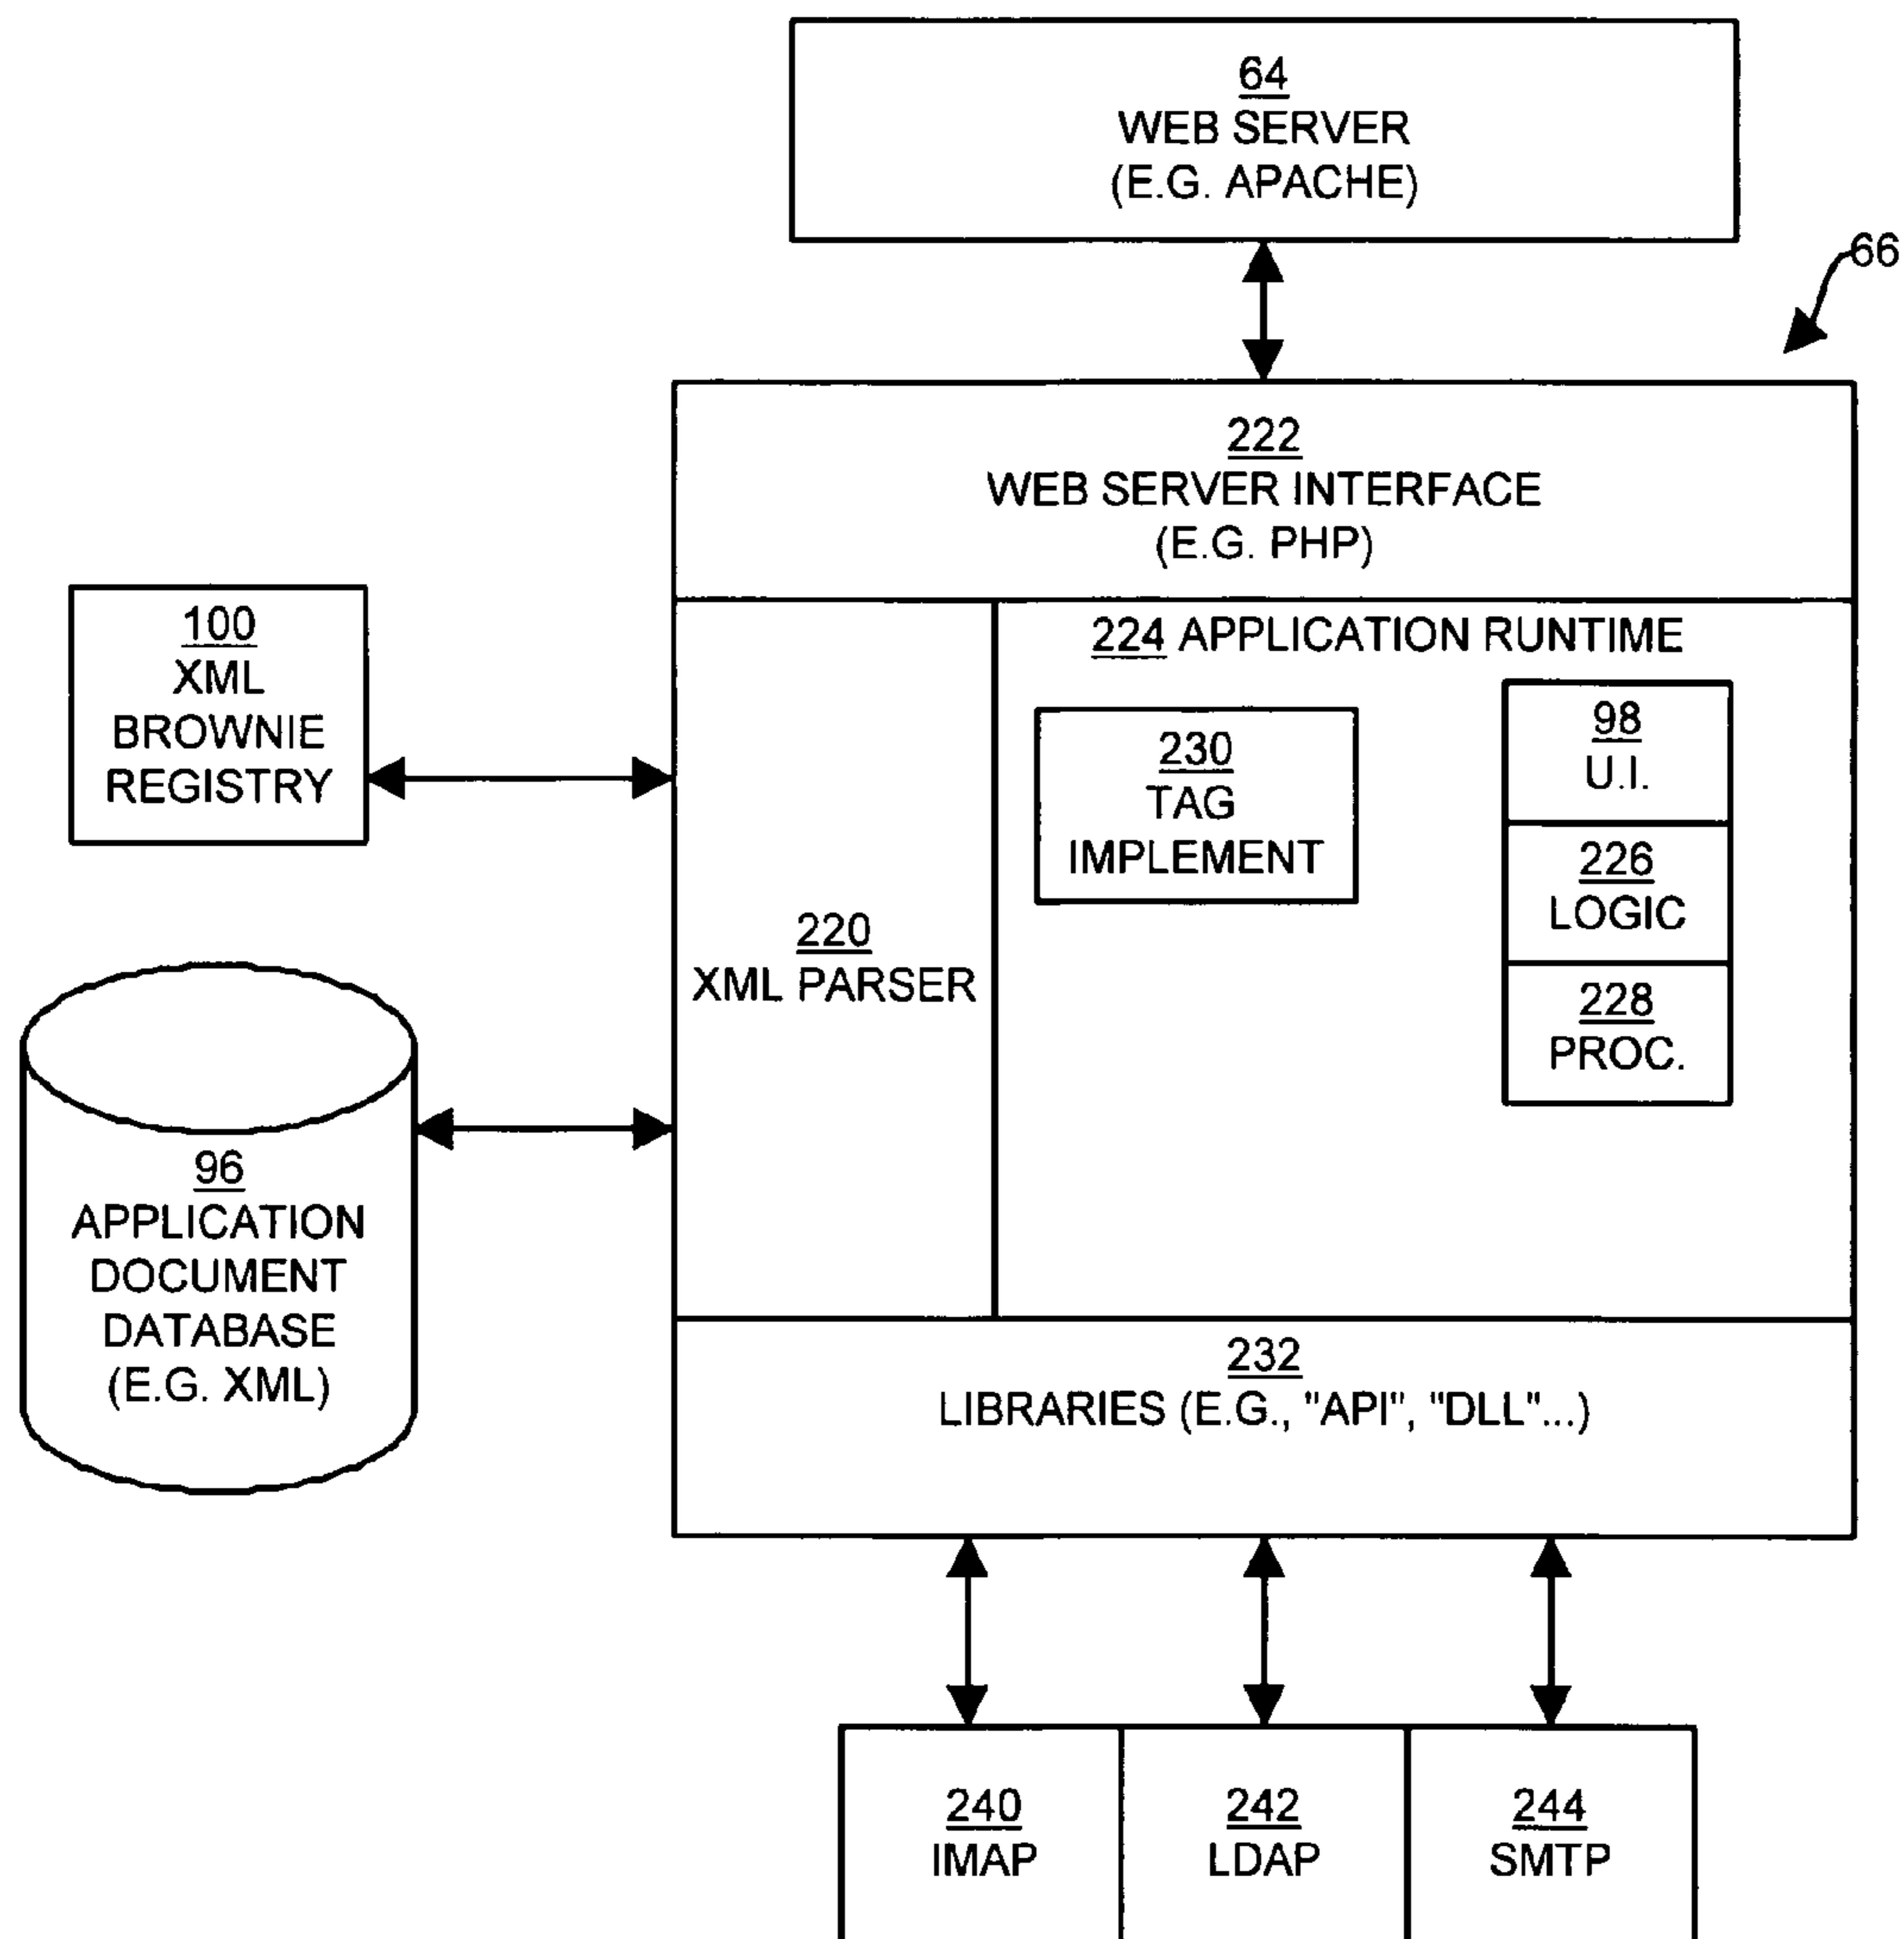 64
WEB SERVER
(E.G. APACHE)
66
222
WEB SERVER INTERFACE
(E.G. PHP)
100
XML
BROWNIE
REGISTRY
224 APPLICATION RUNTIME
230
TAG
IMPLEMENT
98
U.I.
226
LOGIC
228
PROC.
220
XML PARSER
96
APPLICATION
DOCUMENT
DATABASE
(E.G. XML)
232
LIBRARIES (E.G., "API", "DLL"...)
240
IMAP
242
LDAP
244
SMTP